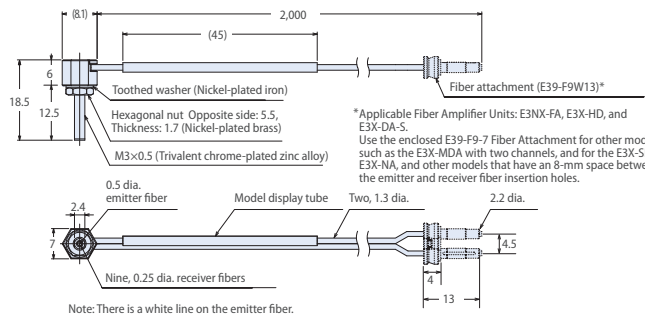 (8.1)
2,000
(45)
6
18.5
12.5
Toothed washer (Nickel-plated iron)
Hexagonal nut Opposite side: 5.5,
Thickness: 1.7 (Nickel-plated brass)
M3×0.5 (Trivalent chrome-plated zinc alloy)
Fiber attachment (E39-F9W13)*
*Applicable Fiber Amplifier Units: E3NX-FA, E3X-HD, and
E3X-DA-S.
Use the enclosed E39-F9-7 Fiber Attachment for other
such as the E3X-MDA with two channels, and for the
E3X-NA, and other models that have an 8-mm space
the emitter and receiver fiber insertion holes.
0.5 dia.
emitter fiber
2.4
7
Model display tube
Two, 1.3 dia.
2.2 dia.
4.5
4
13
Nine, 0.25 dia. receiver fibers
Note: There is a white line on the emitter fiber.